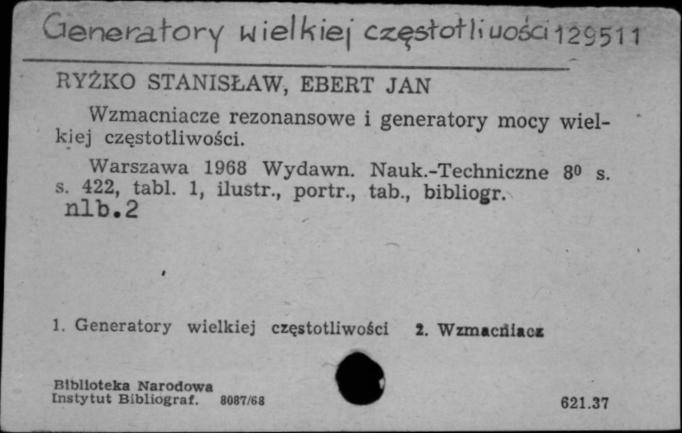 Generatory wielkiej częstotliwości 129511
RYŻKO STANISŁAW, EBERT JAN
Wzmacniacze rezonansowe i generatory mocy wiel-
kiej częstotliwości.
Warszawa 1968 Wydawn. Nauk.-Techniczne 8⁰ s.
s. 422, tabl. 1, ilustr., portr., tab., bibliogr.
nlb.2
1. Generatory wielkiej częstotliwości 2. Wzmacniacz
Biblioteka Narodowa
Instytut Bibliograf. 8087/68
621.37